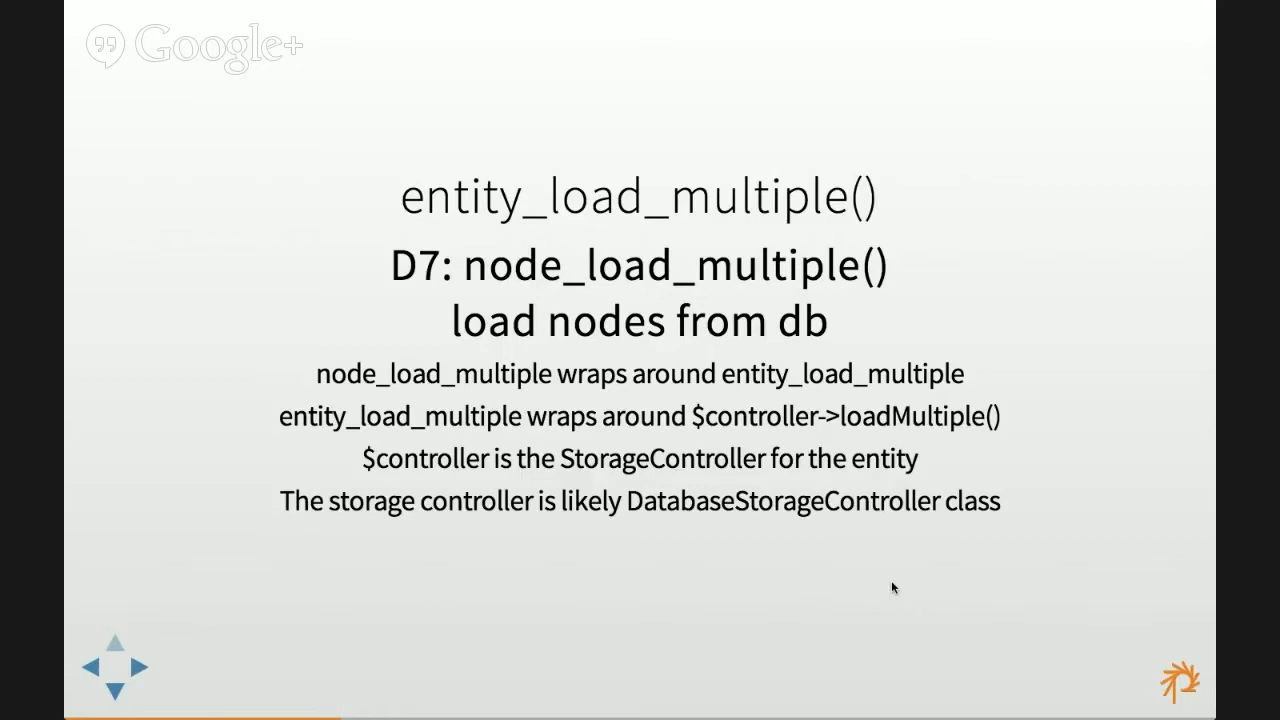 Google+
entity_load_multiple()
D7: node_load_multiple()
load nodes from db
node_load_multiple wraps around entity_load_multiple
entity_load_multiple wraps around $controller->loadMultiple()
$controller is the StorageController for the entity
The storage controller is likely DatabaseStorageController class